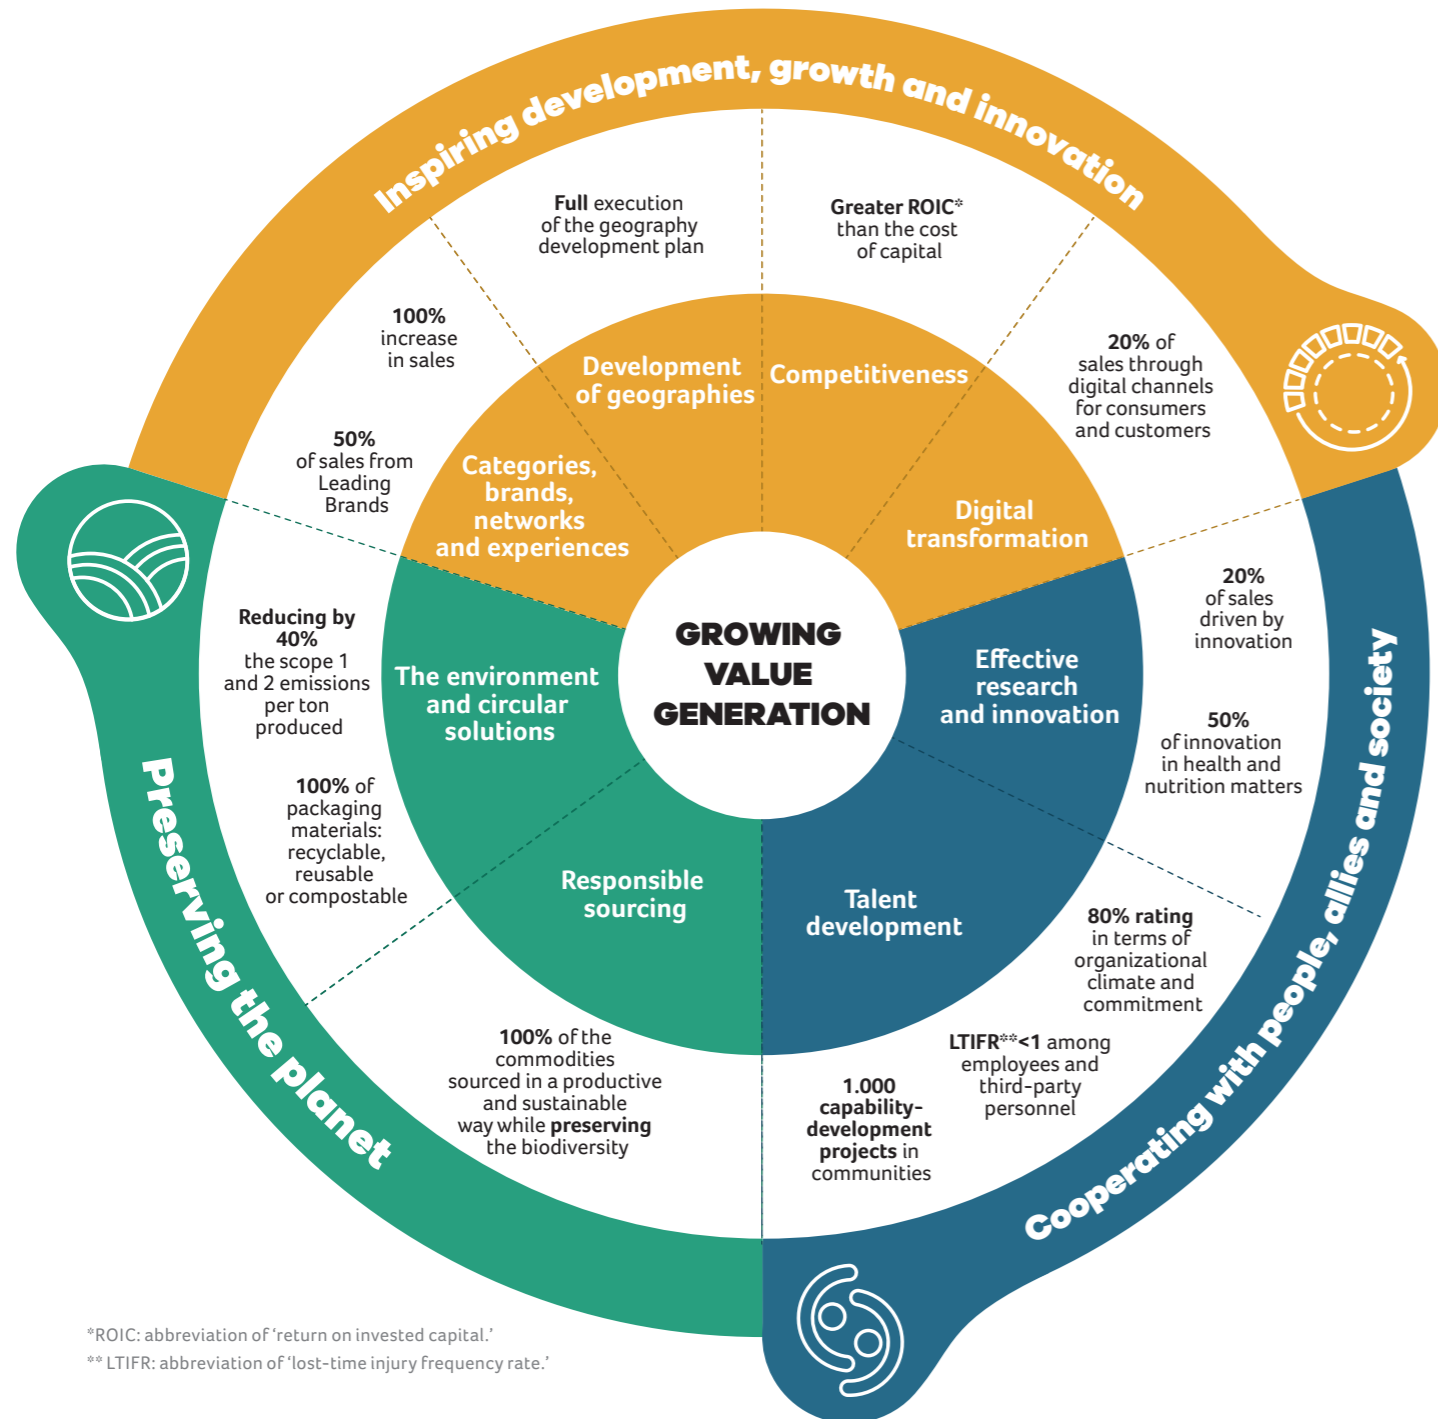 Inspiring development, growth and innovation
Full execution
of the geography
development plan
Greater ROIC*
than the cost
of capital
100%
increase
in sales
50%
of sales from
Leading
Brands
20% of
sales through
digital channels
for consumers
and customers
Development
of geographies
Competitiveness
Categories,
brands,
networks
and experiences
Digital
transformation
GROWING
VALUE
GENERATION
The environment
and circular
solutions
Effective
research
and innovation
Responsible
sourcing
Talent
development
Reducing by
40%
the scope 1
and 2 emissions
per ton
produced
100% of
packaging
materials:
recyclable,
reusable
or compostable
20%
of sales
driven by
innovation
50%
of innovation
in health and
nutrition matters
80% rating
in terms of
organizational
climate and
commitment
LTIFR**<1 among
employees and
third-party
personnel
1.000
capability-
development
projects in
communities
100% of the
commodities
sourced in a productive
and sustainable
way while preserving
the biodiversity
Preserving the planet
Cooperating with people, allies and society
*ROIC: abbreviation of ‘return on invested capital.’
** LTIFR: abbreviation of ‘lost-time injury frequency rate.’